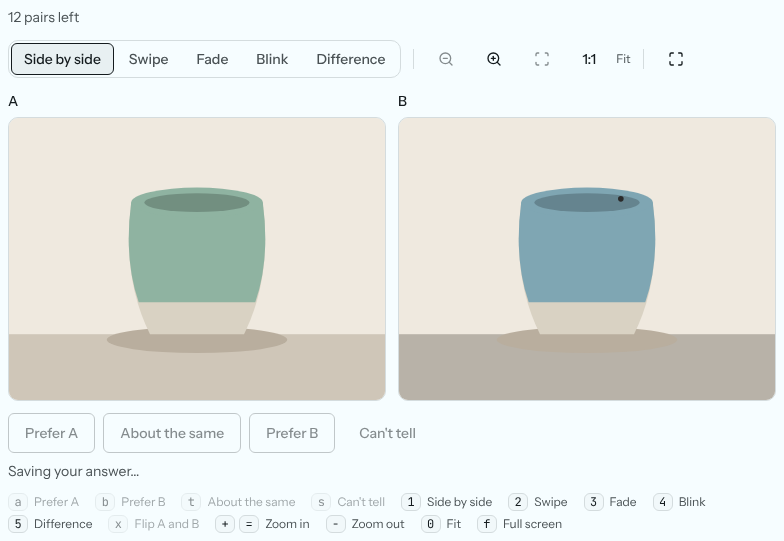 12 pairs left
Side by side Swipe Fade Blink Difference 1:1 Fit
A B
Prefer A About the same Prefer B Can't tell
Saving your answer...
a Prefer A b Prefer B t About the same s Can't tell 1 Side by side 2 Swipe 3 Fade 4 Blink
5 Difference x Flip A and B + = Zoom in - Zoom out 0 Fit f Full screen